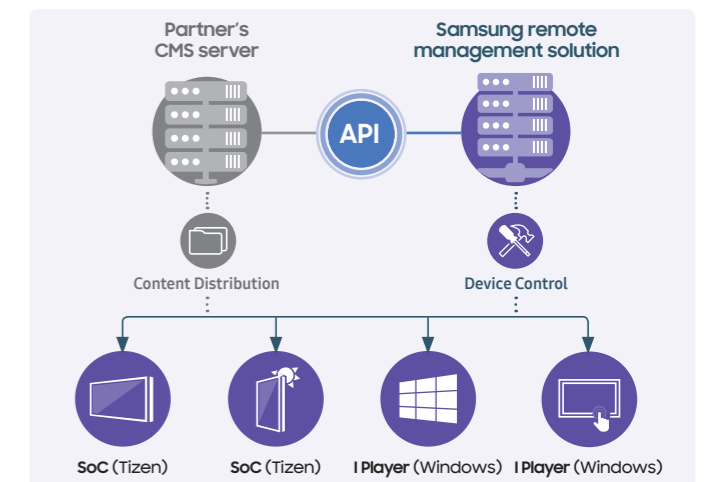 Partner's
CMS server
Samsung remote
management solution
API
Content Distribution
Device Control
SoC (Tizen)
SoC (Tizen)
I Player (Windows)
I Player (Windows)